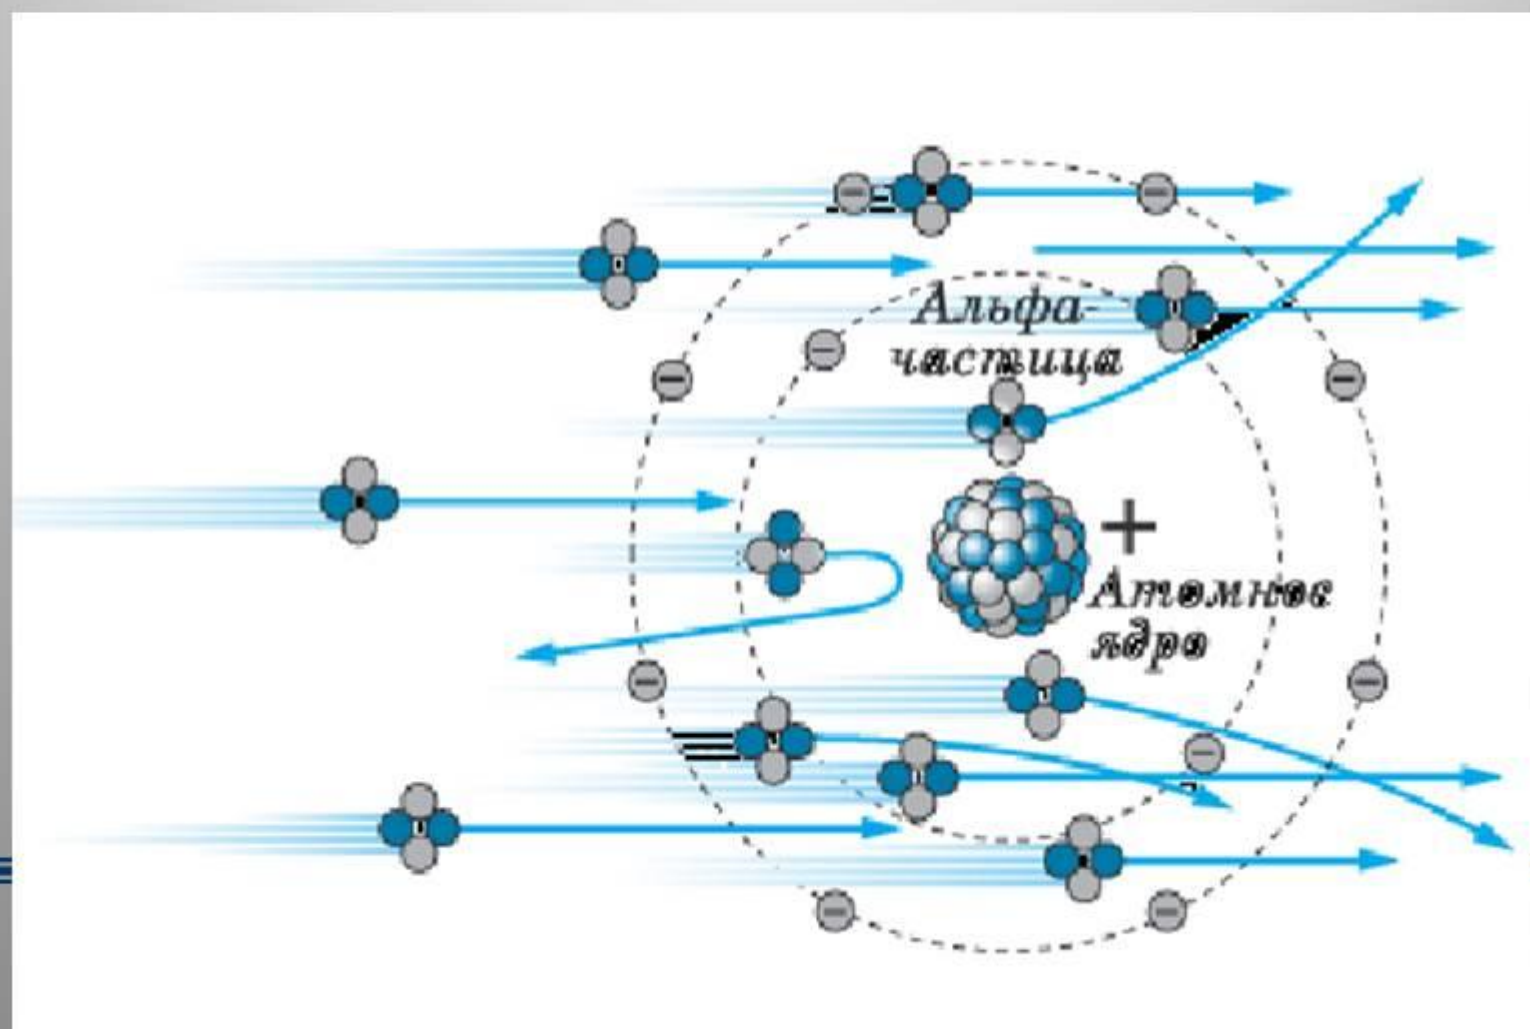 Альфа-
частица
+
Атомное
ядро